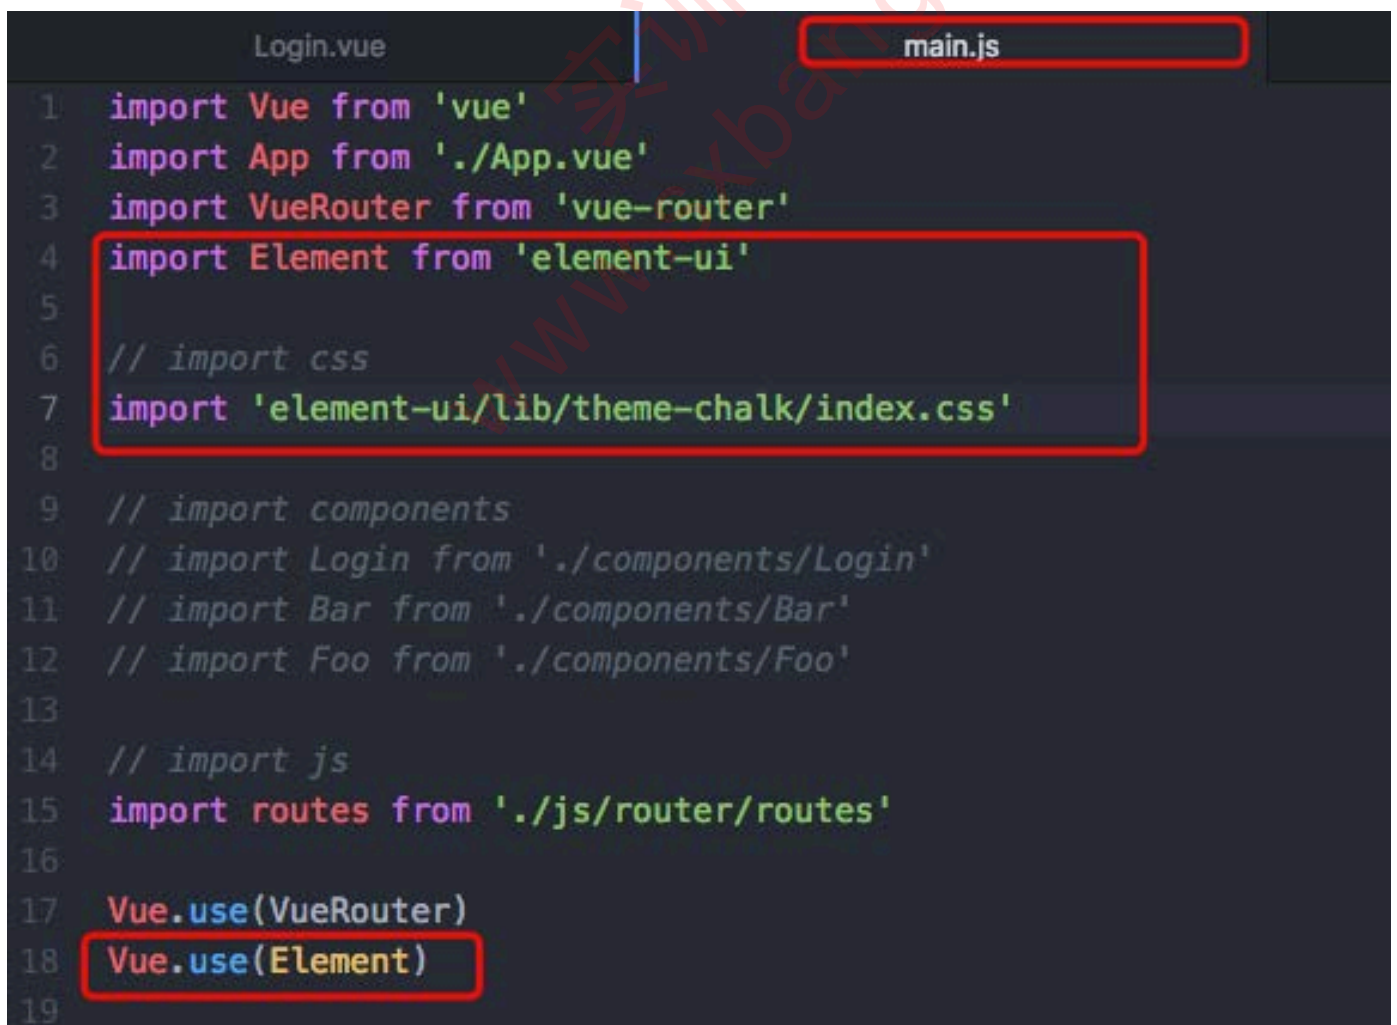 Login.vue
main.js
1 import Vue from 'vue'
2 import App from './App.vue'
3 import VueRouter from 'vue-router'
4 import Element from 'element-ui'
5
6 // import css
7 import 'element-ui/lib/theme-chalk/index.css'
8
9 // import components
10 // import Login from './components/Login'
11 // import Bar from './components/Bar'
12 // import Foo from './components/Foo'
13
14 // import js
15 import routes from './js/router/routes'
16
17 Vue.use(VueRouter)
18 Vue.use(Element)
19